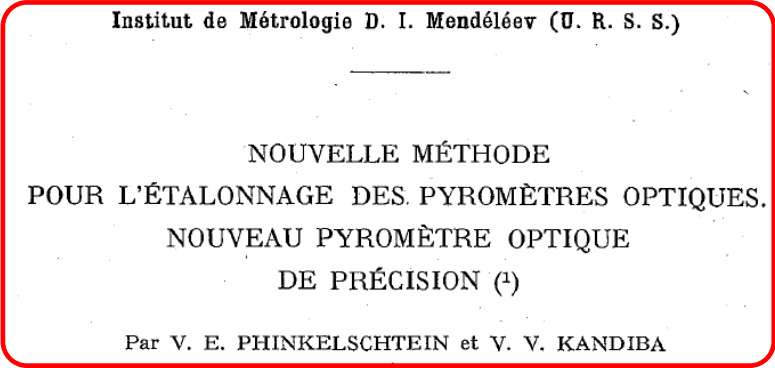 Institut de Métrologie D. I. Mendéléev (U. R. S. S.)
NOUVELLE MÉTHODE
POUR L'ÉTALONNAGE DES PYROMÈTRES OPTIQUES.
NOUVEAU PYROMÈTRE OPTIQUE
DE PRÉCISION (¹)
Par V. E. PHINKELSCHTEIN et V. V. KANDIBA